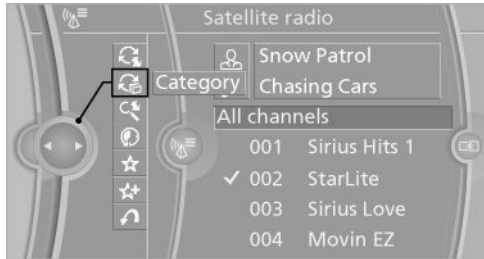 Satellite radio
Snow Patrol
Category
Chasing Cars
All channels
001 Sirius Hits 1
002 StarLite
003 Sirius Love
004 Movin EZ